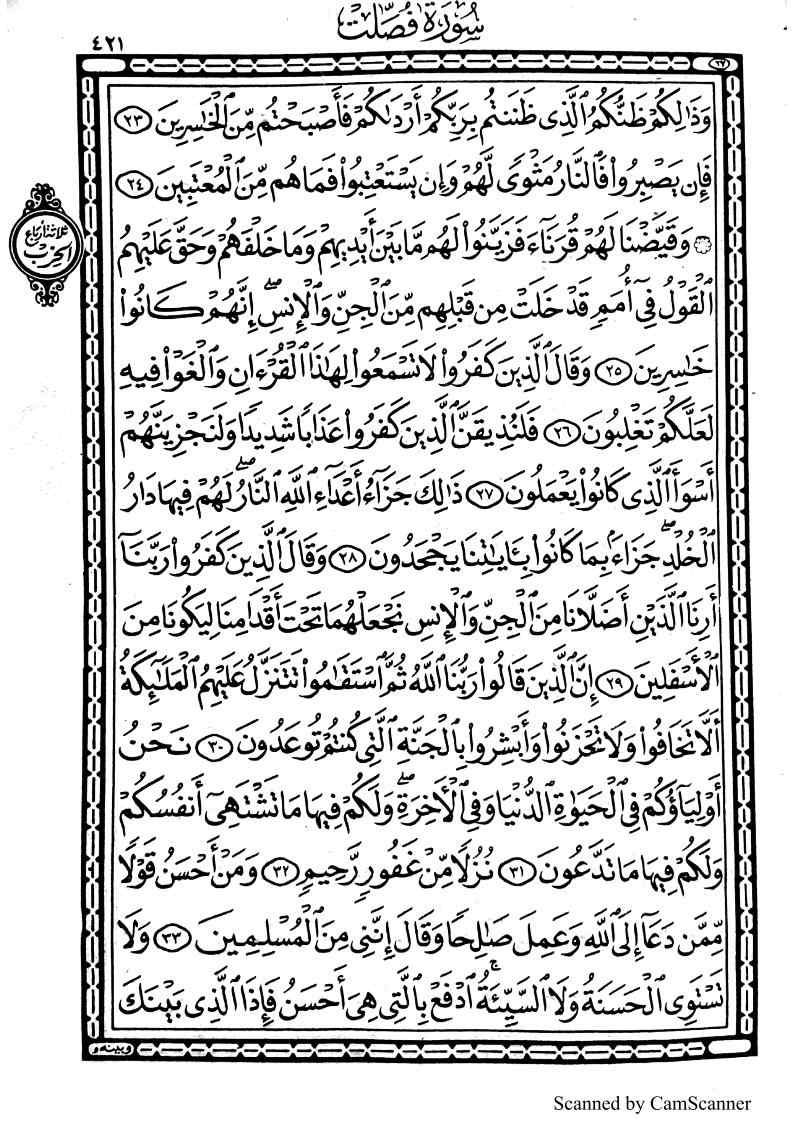 سُورَةُ فُصِّلَتْ
٤٢١
وَذَٰلِكُمْ ظَنُّكُمُ ٱلَّذِى ظَنَنتُم بِرَبِّكُمْ أَرْدَىٰكُمْ فَأَصْبَحْتُم مِّنَ ٱلْخَٰسِرِينَ ٢٣
فَإِن يَصْبِرُوا۟ فَٱلنَّارُ مَثْوًى لَّهُمْ وَإِن يَسْتَعْتِبُوا۟ فَمَا هُم مِّنَ ٱلْمُعْتَبِينَ ٢٤
ثلاثة أرباع
الحزب
۞ وَقَيَّضْنَا لَهُمْ قُرَنَآءَ فَزَيَّنُوا۟ لَهُم مَّا بَيْنَ أَيْدِيهِمْ وَمَا خَلْفَهُمْ وَحَقَّ عَلَيْهِمُ
ٱلْقَوْلُ فِىٓ أُمَمٍ قَدْ خَلَتْ مِن قَبْلِهِم مِّنَ ٱلْجِنِّ وَٱلْإِنسِ ۖ إِنَّهُمْ كَانُوا۟
خَٰسِرِينَ ٢٥ وَقَالَ ٱلَّذِينَ كَفَرُوا۟ لَا تَسْمَعُوا۟ لِهَٰذَا ٱلْقُرْءَانِ وَٱلْغَوْا۟ فِيهِ
لَعَلَّكُمْ تَغْلِبُونَ ٢٦ فَلَنُذِيقَنَّ ٱلَّذِينَ كَفَرُوا۟ عَذَابًا شَدِيدًا وَلَنَجْزِيَنَّهُمْ
أَسْوَأَ ٱلَّذِى كَانُوا۟ يَعْمَلُونَ ٢٧ ذَٰلِكَ جَزَآءُ أَعْدَآءِ ٱللَّهِ ٱلنَّارُ ۖ لَهُمْ فِيهَا دَارُ
ٱلْخُلْدِ ۖ جَزَآءًۢ بِمَا كَانُوا۟ بِـَٔايَٰتِنَا يَجْحَدُونَ ٢٨ وَقَالَ ٱلَّذِينَ كَفَرُوا۟ رَبَّنَآ
أَرِنَا ٱلَّذَيْنِ أَضَلَّانَا مِنَ ٱلْجِنِّ وَٱلْإِنسِ نَجْعَلْهُمَا تَحْتَ أَقْدَامِنَا لِيَكُونَا مِنَ
ٱلْأَسْفَلِينَ ٢٩ إِنَّ ٱلَّذِينَ قَالُوا۟ رَبُّنَا ٱللَّهُ ثُمَّ ٱسْتَقَٰمُوا۟ تَتَنَزَّلُ عَلَيْهِمُ ٱلْمَلَٰٓئِكَةُ
أَلَّا تَخَافُوا۟ وَلَا تَحْزَنُوا۟ وَأَبْشِرُوا۟ بِٱلْجَنَّةِ ٱلَّتِى كُنتُمْ تُوعَدُونَ ٣٠ نَحْنُ
أَوْلِيَآؤُكُمْ فِى ٱلْحَيَوٰةِ ٱلدُّنْيَا وَفِى ٱلْءَاخِرَةِ ۖ وَلَكُمْ فِيهَا مَا تَشْتَهِىٓ أَنفُسُكُمْ
وَلَكُمْ فِيهَا مَا تَدَّعُونَ ٣١ نُزُلًا مِّنْ غَفُورٍ رَّحِيمٍ ٣٢ وَمَنْ أَحْسَنُ قَوْلًا
مِّمَّن دَعَآ إِلَى ٱللَّهِ وَعَمِلَ صَٰلِحًا وَقَالَ إِنَّنِى مِنَ ٱلْمُسْلِمِينَ ٣٣ وَلَا
تَسْتَوِى ٱلْحَسَنَةُ وَلَا ٱلسَّيِّئَةُ ۚ ٱدْفَعْ بِٱلَّتِى هِىَ أَحْسَنُ فَإِذَا ٱلَّذِى بَيْنَكَ
وبينه و
Scanned by CamScanner